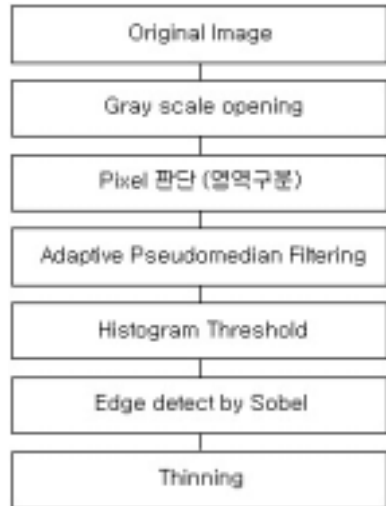 Original Image
Gray scale opening
Pixel 판단 (영역구분)
Adaptive Pseudomedian Filtering
Histogram Threshold
Edge detect by Sobel
Thinning